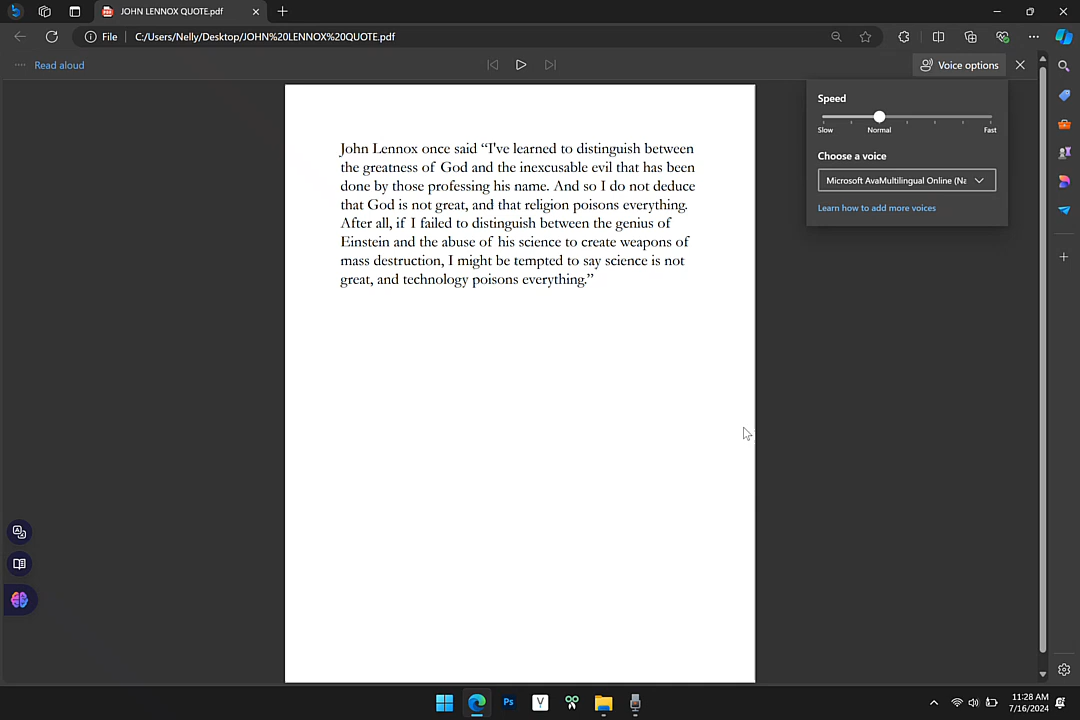 JOHN LENNOX QUOTE.pdf
File
C:/Users/Nelly/Desktop/JOHN%20LENNOX%20QUOTE.pdf
Read aloud
Voice options
Speed
Slow Normal Fast
Choose a voice
Microsoft AvaMultilingual Online (Na
Learn how to add more voices
John Lennox once said “I've learned to distinguish between
the greatness of God and the inexcusable evil that has been
done by those professing his name. And so I do not deduce
that God is not great, and that religion poisons everything.
After all, if I failed to distinguish between the genius of
Einstein and the abuse of his science to create weapons of
mass destruction, I might be tempted to say science is not
great, and technology poisons everything.”
Ps
V
11:28 AM
7/16/2024